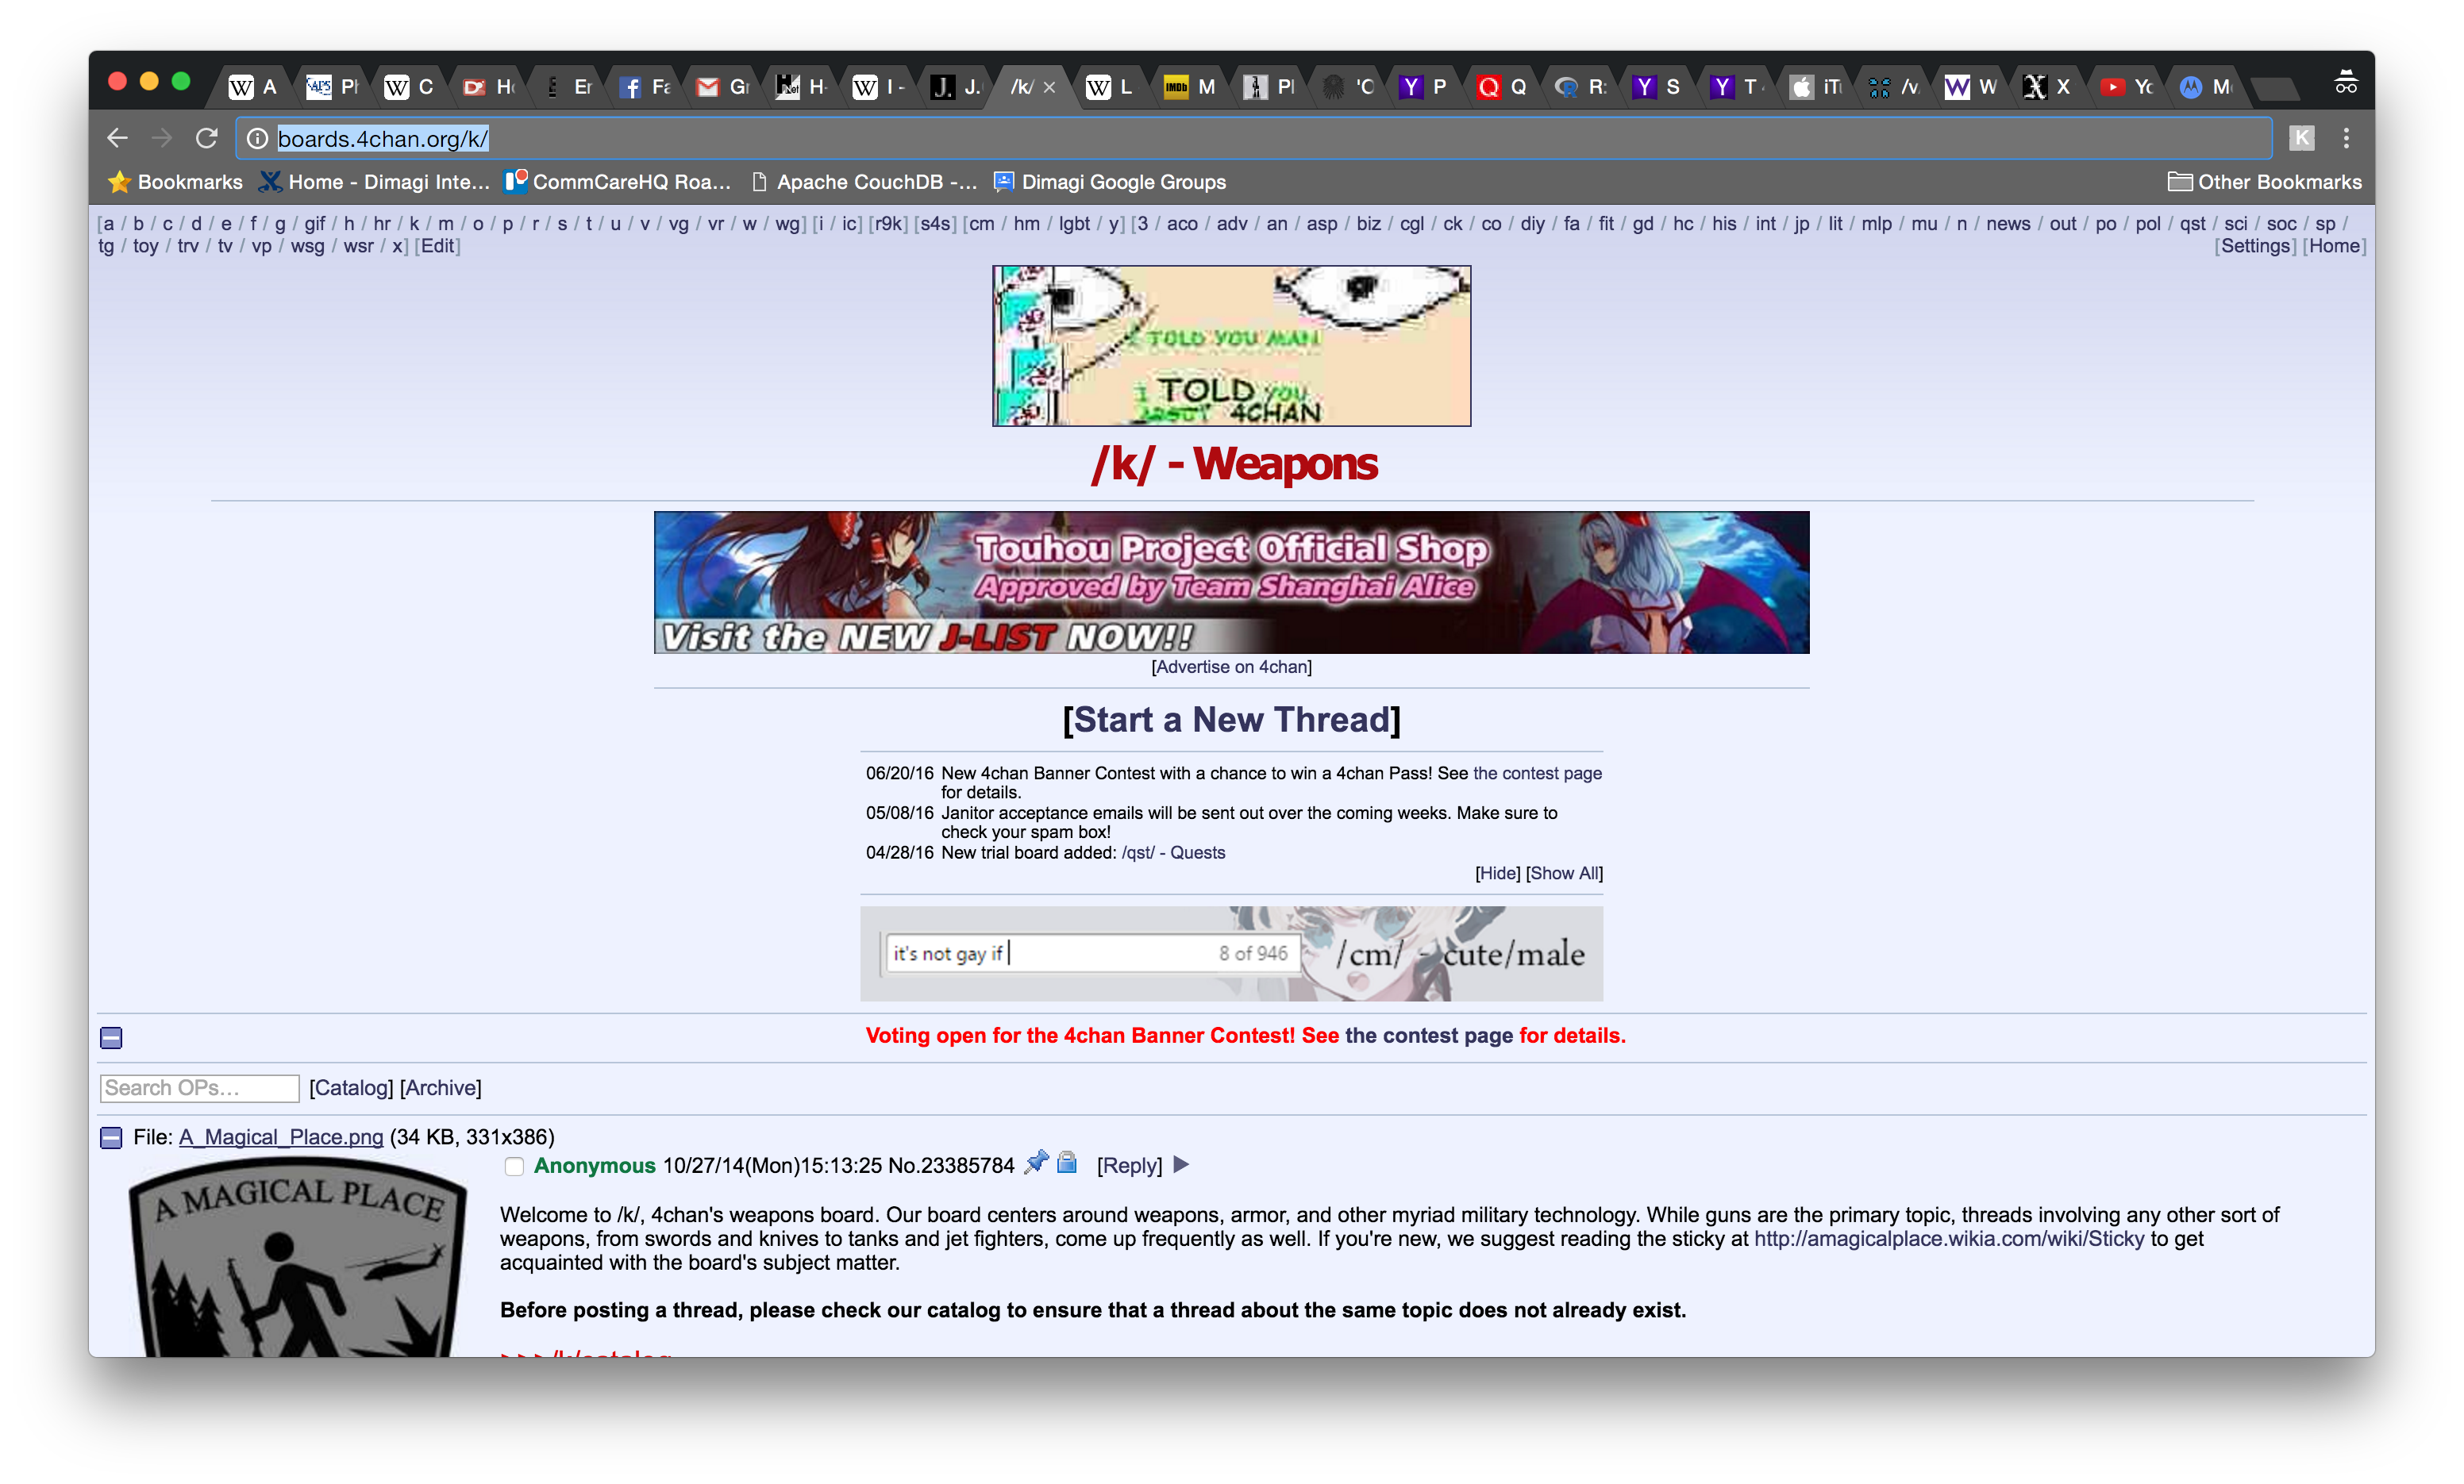 A
Ph
C
Ho
Er
Fa
Gr
H-
I -
J.
/k/
L
M
Pl
'O
P
Q
R:
S
T
iTu
/v
W
X
Yo
Mo
boards.4chan.org/k/
K
Bookmarks Home - Dimagi Inte... CommCareHQ Roa... Apache CouchDB -... Dimagi Google Groups Other Bookmarks
[a / b / c / d / e / f / g / gif / h / hr / k / m / o / p / r / s / t / u / v / vg / vr / w / wg] [i / ic] [r9k] [s4s] [cm / hm / lgbt / y] [3 / aco / adv / an / asp / biz / cgl / ck / co / diy / fa / fit / gd / hc / his / int / jp / lit / mlp / mu / n / news / out / po / pol / qst / sci / soc / sp /
tg / toy / trv / tv / vp / wsg / wsr / x] [Edit] [Settings] [Home]
I TOLD YOU MAN
I TOLD YOU
ABOUT 4CHAN
/k/ - Weapons
Touhou Project Official Shop
Approved by Team Shanghai Alice
Visit the NEW J-LIST NOW!!
[Advertise on 4chan]
[Start a New Thread]
06/20/16 New 4chan Banner Contest with a chance to win a 4chan Pass! See the contest page
for details.
05/08/16 Janitor acceptance emails will be sent out over the coming weeks. Make sure to
check your spam box!
04/28/16 New trial board added: /qst/ - Quests
[Hide] [Show All]
it's not gay if 8 of 946 /cm/ - cute/male
Voting open for the 4chan Banner Contest! See the contest page for details.
Search OPs… [Catalog] [Archive]
File: A_Magical_Place.png (34 KB, 331x386)
A MAGICAL PLACE
Anonymous 10/27/14(Mon)15:13:25 No.23385784 [Reply]
Welcome to /k/, 4chan's weapons board. Our board centers around weapons, armor, and other myriad military technology. While guns are the primary topic, threads involving any other sort of
weapons, from swords and knives to tanks and jet fighters, come up frequently as well. If you're new, we suggest reading the sticky at http://amagicalplace.wikia.com/wiki/Sticky to get
acquainted with the board's subject matter.
Before posting a thread, please check our catalog to ensure that a thread about the same topic does not already exist.
>>>/k/catalog